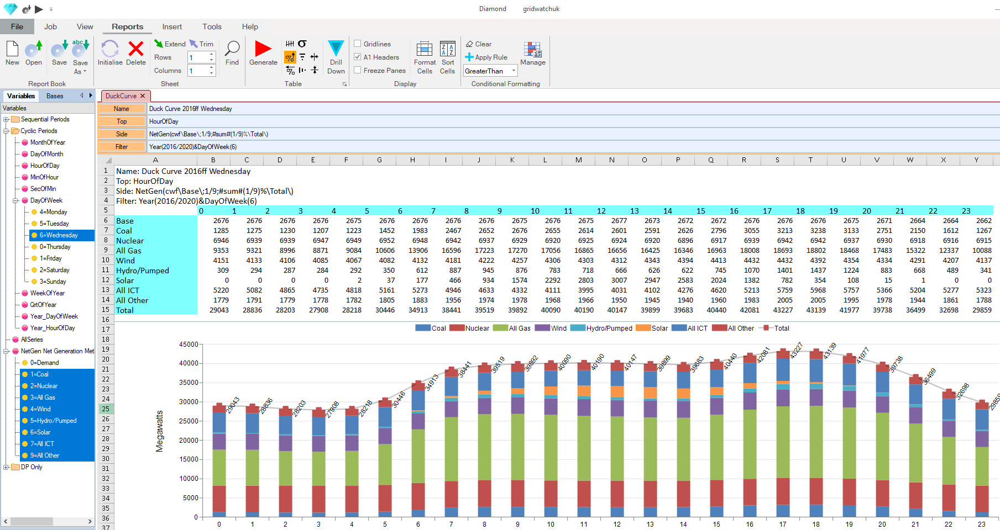 Diamond gridwatchuk
File Job View Reports Insert Tools Help
New Open Save Save As
Report Book
Initialise Delete Extend Trim
Rows 1
Columns 1
Sheet
Find
Generate
Drill Down
Table
Gridlines
A1 Headers
Freeze Panes
Format Cells Sort Cells
Display
Clear
Apply Rule
GreaterThan
Manage
Conditional Formatting
Variables Bases
Variables
Sequential Periods
Cyclic Periods
MonthOfYear
DayOfMonth
HourOfDay
MinOfHour
SecOfMin
DayOfWeek
4=Monday
5=Tuesday
6=Wednesday
0=Thursday
1=Friday
2=Saturday
3=Sunday
WeekOfYear
QrtOfYear
Year_DayOfWeek
Year_HourOfDay
AllSeries
NetGen Net Generation Met
0=Demand
1=Coal
2=Nuclear
3=All Gas
4=Wind
5=Hydro/Pumped
6=Solar
7=All ICT
9=All Other
DP Only
DuckCurve
Name Duck Curve 2016ff Wednesday
Top HourOfDay
Side NetGen(cwf\Base\;1/9;#sum#(1/9)%\Total\)
Filter Year(2016/2020)&DayOfWeek(6)
A B C D E F G H I J K L M N O P Q R S T U V W X Y
1 Name: Duck Curve 2016ff Wednesday
2 Top: HourOfDay
3 Side: NetGen(cwf\Base\;1/9;#sum#(1/9)%\Total\)
4 Filter: Year(2016/2020)&DayOfWeek(6)
5 0 1 2 3 4 5 6 7 8 9 10 11 12 13 14 15 16 17 18 19 20 21 22 23
6 Base 2676 2676 2676 2676 2675 2676 2676 2676 2676 2675 2676 2675 2677 2673 2672 2672 2676 2676 2676 2675 2671 2664 2664 2662
7 Coal 1285 1275 1230 1207 1223 1452 1983 2467 2652 2676 2655 2614 2601 2591 2626 2796 3055 3213 3238 3133 2751 2150 1612 1267
8 Nuclear 6946 6939 6939 6947 6949 6952 6948 6942 6937 6929 6920 6925 6924 6920 6896 6917 6939 6942 6942 6937 6930 6918 6916 6915
9 All Gas 9353 9321 8996 8871 9084 10606 13906 16596 17223 17270 17056 16865 16656 16425 16346 16963 18008 18693 18802 18468 17483 15322 12337 10088
10 Wind 4151 4133 4106 4085 4067 4082 4132 4181 4222 4257 4306 4303 4312 4343 4394 4413 4432 4432 4392 4354 4334 4291 4207 4137
11 Hydro/Pumped 309 294 287 284 292 350 612 887 945 876 783 718 666 626 622 745 1070 1401 1437 1224 883 668 489 341
12 Solar 0 0 0 0 2 37 177 466 934 1574 2292 2803 3007 2947 2583 2024 1382 782 354 108 15 1 0 0
13 All ICT 5220 5082 4865 4735 4818 5161 5273 4946 4633 4332 4111 3995 4031 4102 4276 4620 5213 5759 5968 5757 5366 5204 5277 5323
14 All Other 1779 1791 1779 1778 1782 1805 1883 1956 1974 1978 1968 1966 1950 1945 1940 1960 1983 2005 2005 1995 1978 1944 1861 1788
15 Total 29043 28836 28203 27908 28218 30446 34913 38441 39519 39892 40090 40190 40147 39899 39683 40440 42081 43227 43139 41977 39738 36499 32698 29859
16
17
18
19
20
21
22
23
24
25
26
27
28
29
30
31
32
33
34
35
36
37
Coal Nuclear All Gas Wind Hydro/Pumped Solar All ICT All Other Total
Megawatts
45000
40000
35000
30000
25000
20000
15000
10000
5000
0
29043 28836 28203 27908 28218 30446 34913 38441 39519 39892 40090 40190 40147 39899 39683 40440 42081 43227 43139 41977 39738 36499 32698 29859
0 1 2 3 4 5 6 7 8 9 10 11 12 13 14 15 16 17 18 19 20 21 22 23